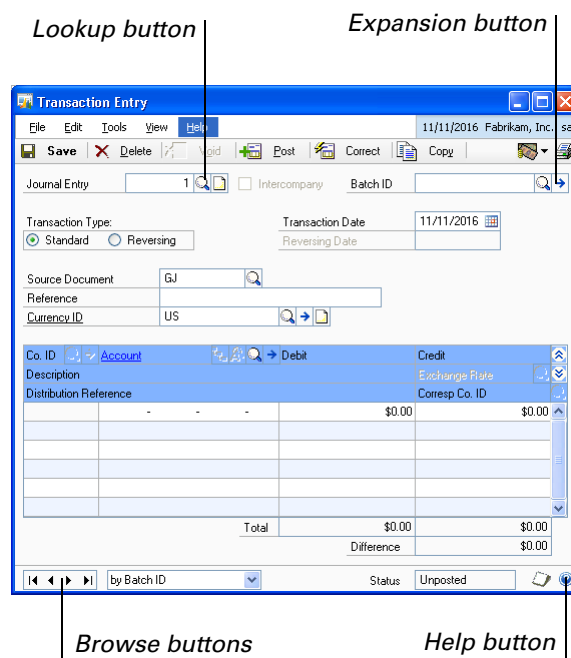 Lookup button Expansion button
Transaction Entry
File Edit Tools View Help 11/11/2016 Fabrikam, Inc. sa
Save Delete Void Post Correct Copy
Journal Entry 1 Intercompany Batch ID
Transaction Type: Transaction Date 11/11/2016
Standard Reversing Reversing Date
Source Document GJ
Reference
Currency ID US
Co. ID Account Debit Credit
Description Exchange Rate
Distribution Reference Corresp Co. ID
- - - $0.00 $0.00
Total $0.00 $0.00
Difference $0.00
by Batch ID Status Unposted
Browse buttons Help button